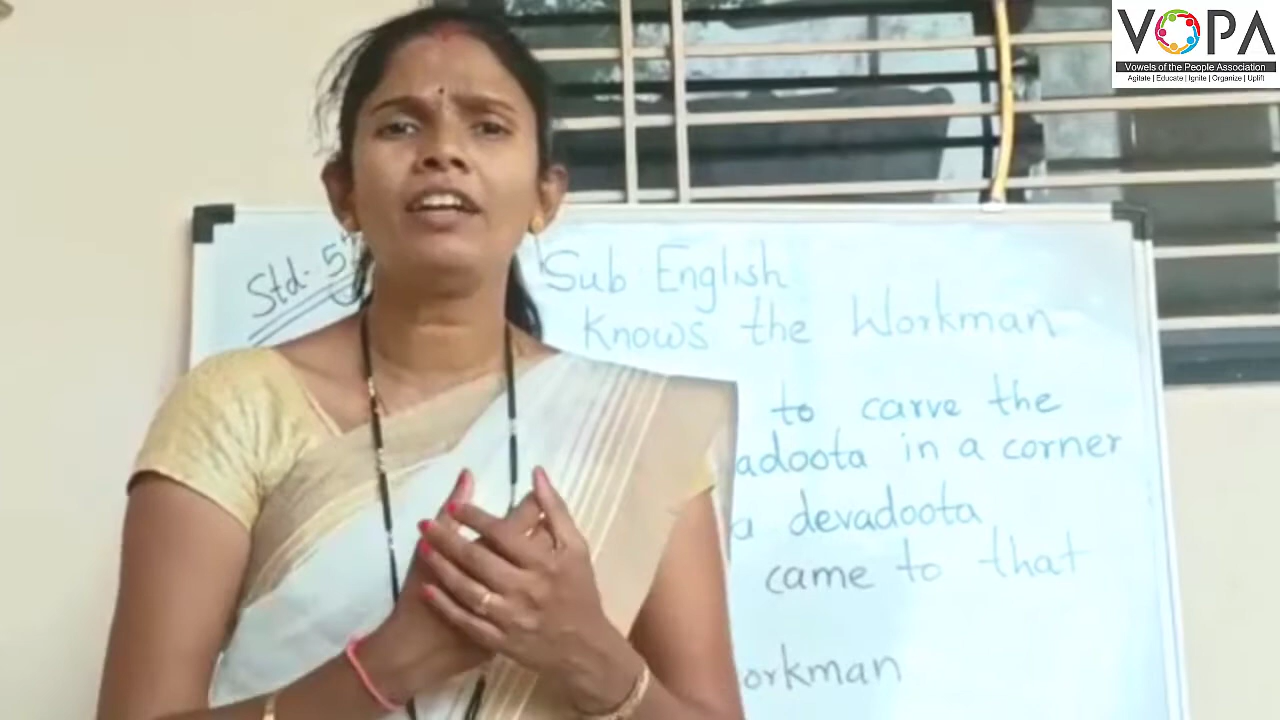 VOPA
Vowels of the People Association
Agitate | Educate | Ignite | Organize | Uplift
Std. 5
Sub English
Knows the Workman
to carve the
adoota in a corner
a devadoota
came to that
orkman